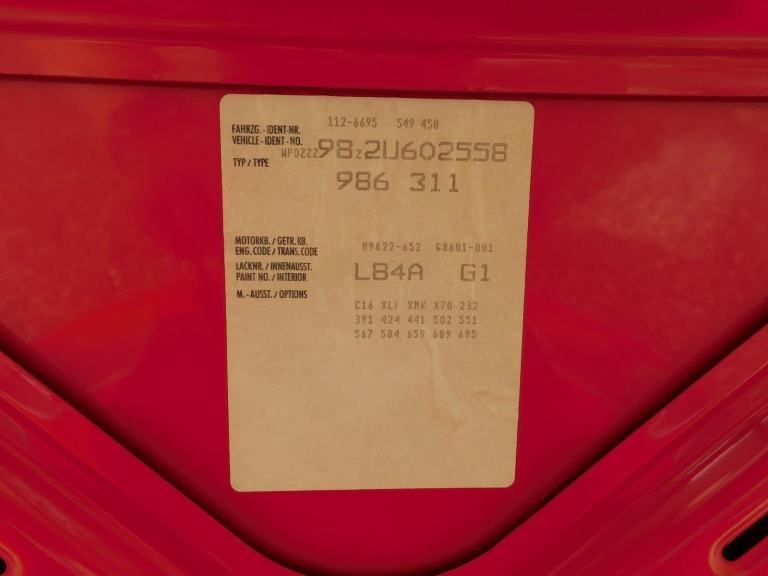 112-6695 549 458
FAHRZG.-IDENT-NR.
VEHICLE-IDENT-NO. WP0ZZZ98Z2U602558
TYP/TYPE 986 311
MOTORKB./GETR.KB.
ENG.CODE/TRANS.CODE M9622-652 G8601-001
LACKNR./INNENAUSST.
PAINT NO./INTERIOR L84A G1
M.-AUSST./OPTIONS
C16 XLF XMK X70 232
391 424 441 502 551
567 584 659 689 695